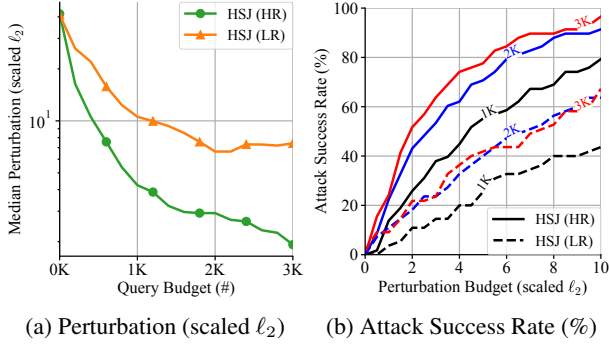 Median Perturbation (scaled ℓ₂)
10¹
HSJ (HR)
HSJ (LR)
0K 1K 2K 3K
Query Budget (#)
(a) Perturbation (scaled ℓ₂)
Attack Success Rate (%)
100
80
60
40
20
0
3K
2K
1K
2K
3K
1K
HSJ (HR)
HSJ (LR)
0 2 4 6 8 10
Perturbation Budget (scaled ℓ₂)
(b) Attack Success Rate (%)